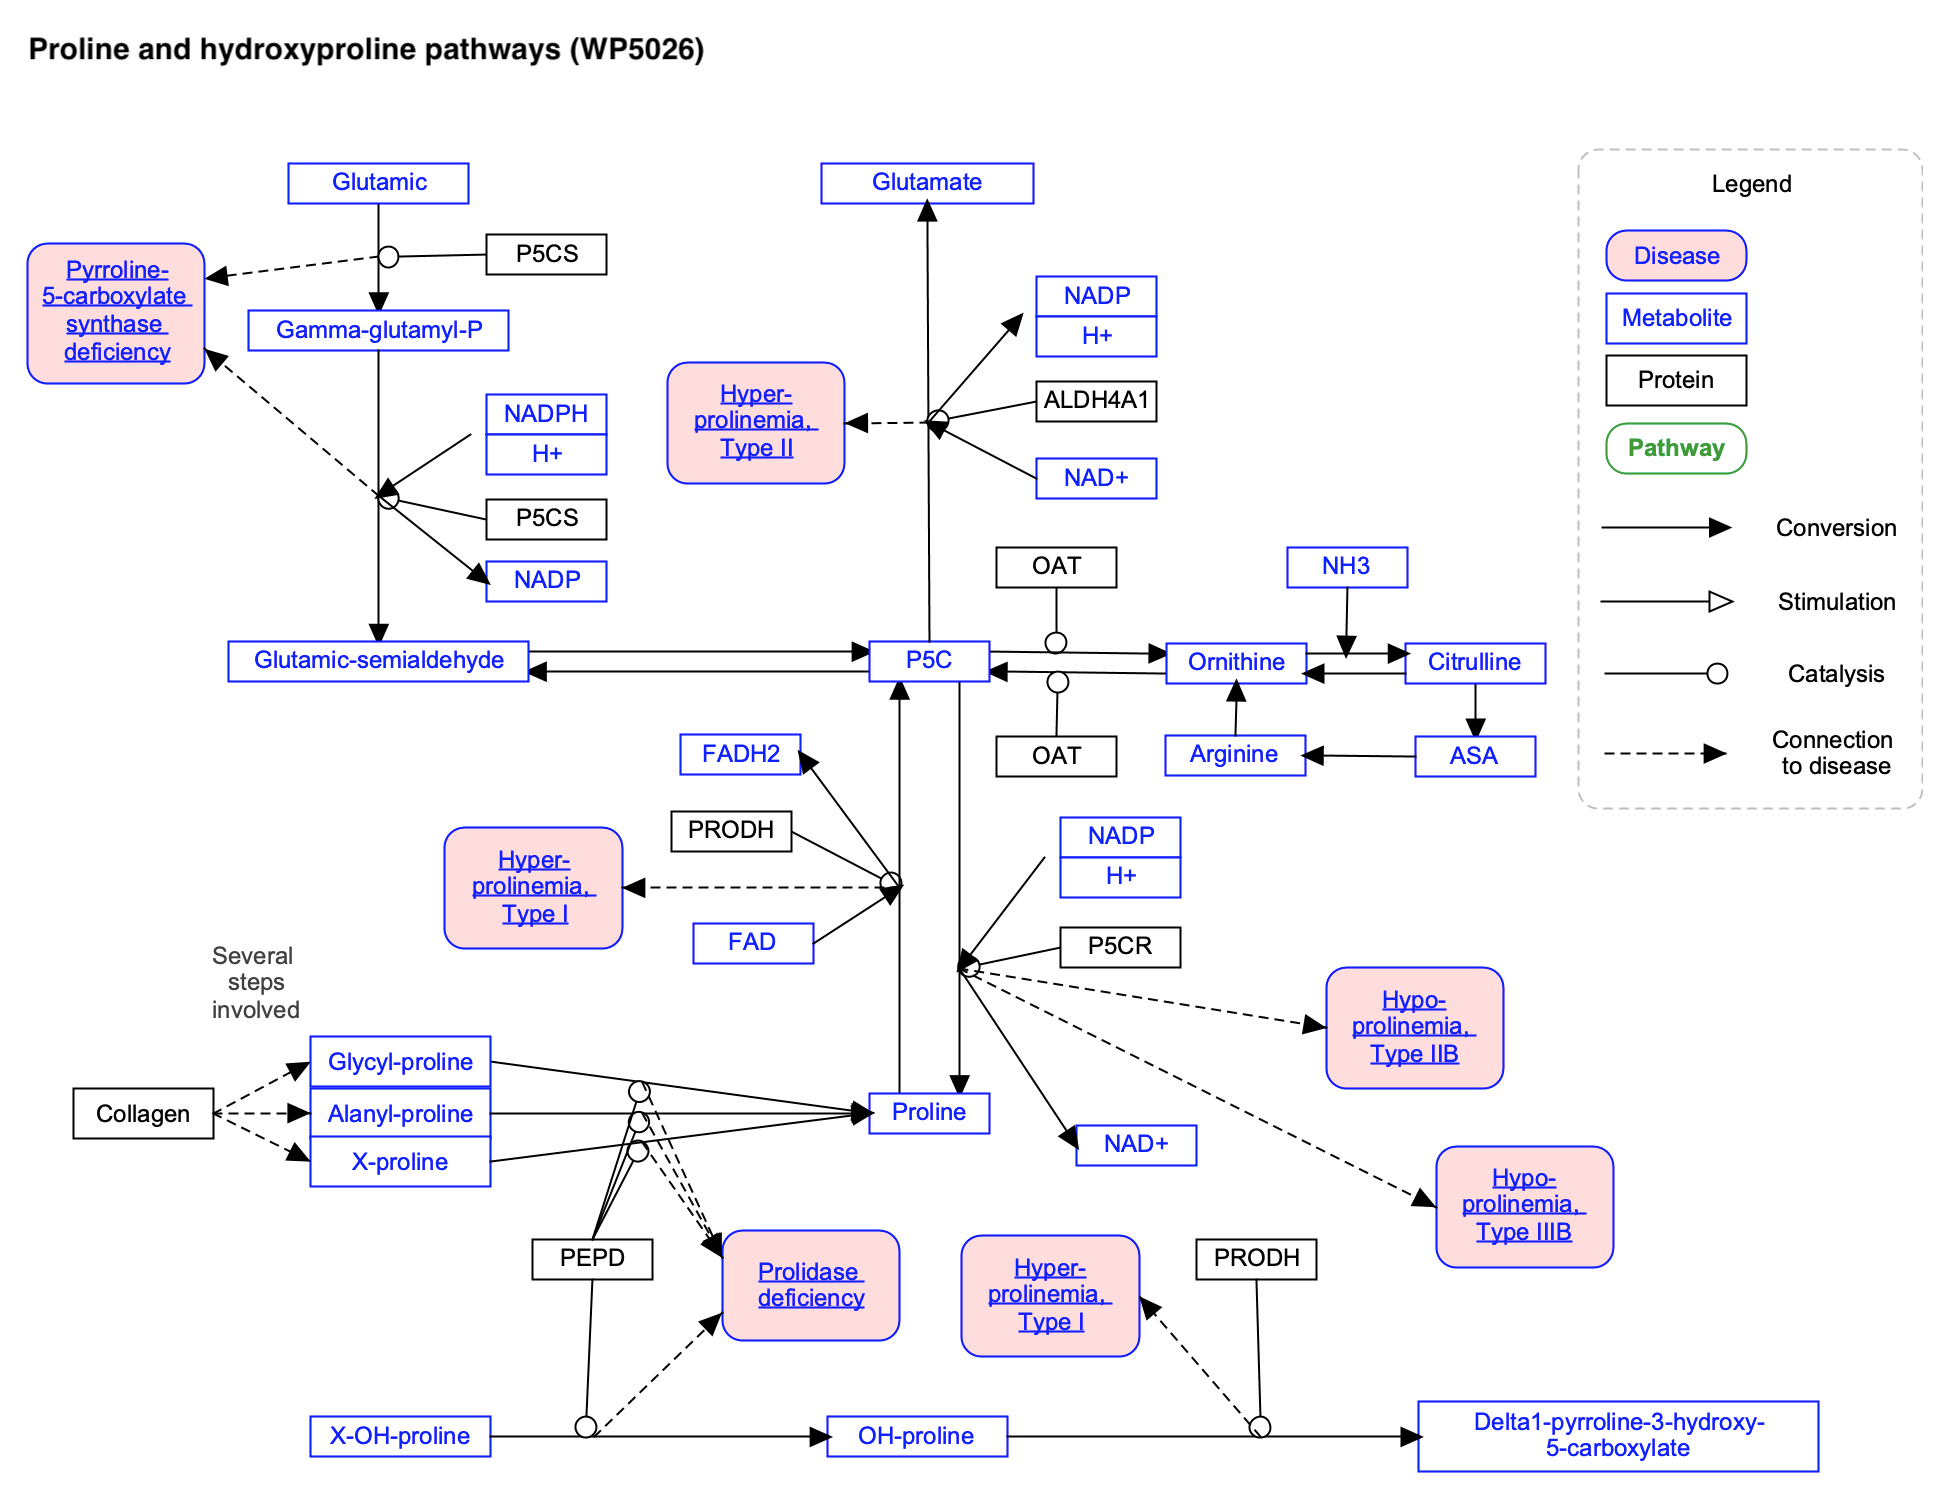 Proline and hydroxyproline pathways (WP5026)
Glutamic
Glutamate
Legend
P5CS
Pyrroline-
5-carboxylate
synthase
deficiency
Disease
Gamma-glutamyl-P
NADP
H+
Metabolite
Protein
Hyper-
prolinemia,
Type II
ALDH4A1
NADPH
H+
Pathway
NAD+
P5CS
Conversion
NADP
OAT
NH3
Stimulation
Glutamic-semialdehyde
P5C
Ornithine
Citrulline
Catalysis
FADH2
OAT
Arginine
ASA
Connection
to disease
PRODH
NADP
H+
Hyper-
prolinemia,
Type I
FAD
P5CR
Several
steps
involved
Hypo-
prolinemia,
Type IIB
Glycyl-proline
Collagen
Alanyl-proline
Proline
X-proline
NAD+
Hypo-
prolinemia,
Type IIIB
PEPD
Prolidase
deficiency
Hyper-
prolinemia,
Type I
PRODH
X-OH-proline
OH-proline
Delta1-pyrroline-3-hydroxy-
5-carboxylate